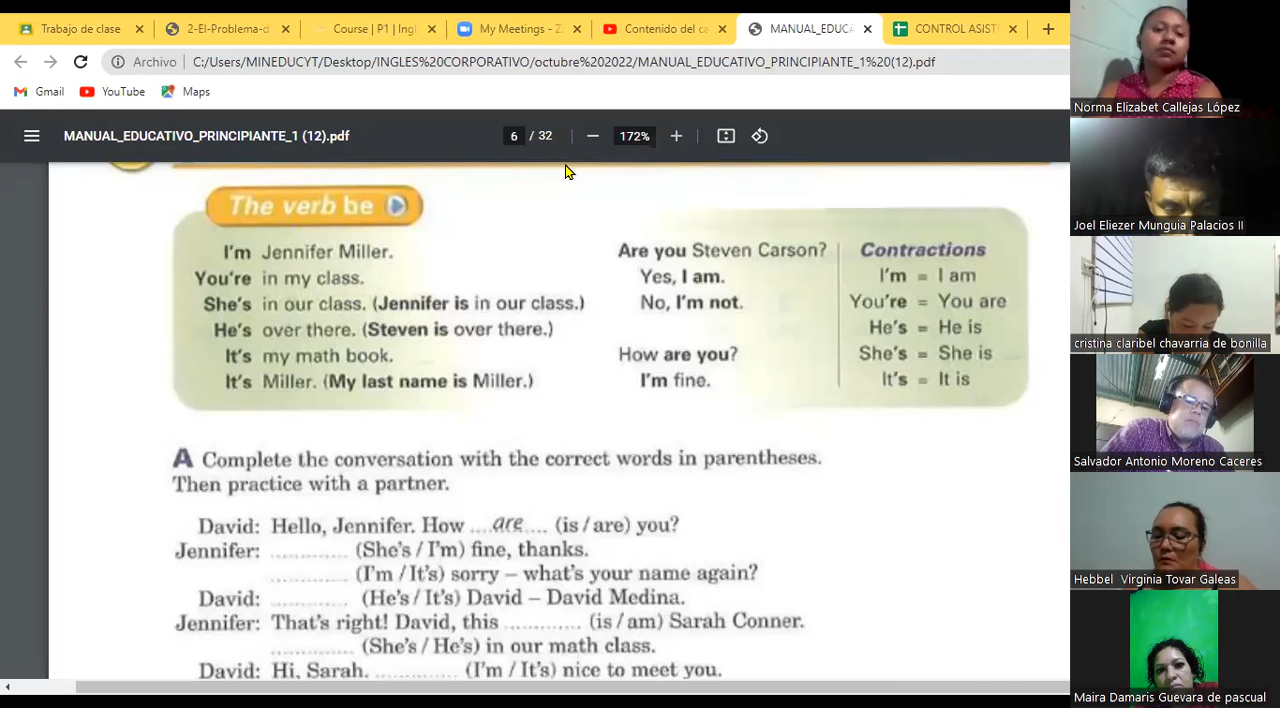 Trabajo de clase
2-El-Problema-d
Course | P1 | Ingl
My Meetings - Z
Contenido del ca
MANUAL_EDUCA
CONTROL ASIST
Archivo
C:/Users/MINEDUCYT/Desktop/INGLES%20CORPORATIVO/octubre%202022/MANUAL_EDUCATIVO_PRINCIPIANTE_1%20(12).pdf
Gmail
YouTube
Maps
MANUAL_EDUCATIVO_PRINCIPIANTE_1 (12).pdf
6 / 32
172%
The verb be
I'm Jennifer Miller.
You're in my class.
She's in our class. (Jennifer is in our class.)
He's over there. (Steven is over there.)
It's my math book.
It's Miller. (My last name is Miller.)
Are you Steven Carson?
Yes, I am.
No, I'm not.
How are you?
I'm fine.
Contractions
I'm = I am
You're = You are
He's = He is
She's = She is
It's = It is
A Complete the conversation with the correct words in parentheses.
Then practice with a partner.
David: Hello, Jennifer. How ....are.... (is / are) you?
Jennifer: ............ (She's / I'm) fine, thanks.
............ (I'm / It's) sorry – what's your name again?
David: ............ (He's / It's) David – David Medina.
Jennifer: That's right! David, this ............ (is / am) Sarah Conner.
............ (She's / He's) in our math class.
David: Hi, Sarah. ............ (I'm / It's) nice to meet you.
Norma Elizabet Callejas López
Joel Eliezer Munguia Palacios II
cristina claribel chavarria de bonilla
Salvador Antonio Moreno Caceres
Hebbel Virginia Tovar Galeas
Maira Damaris Guevara de pascual